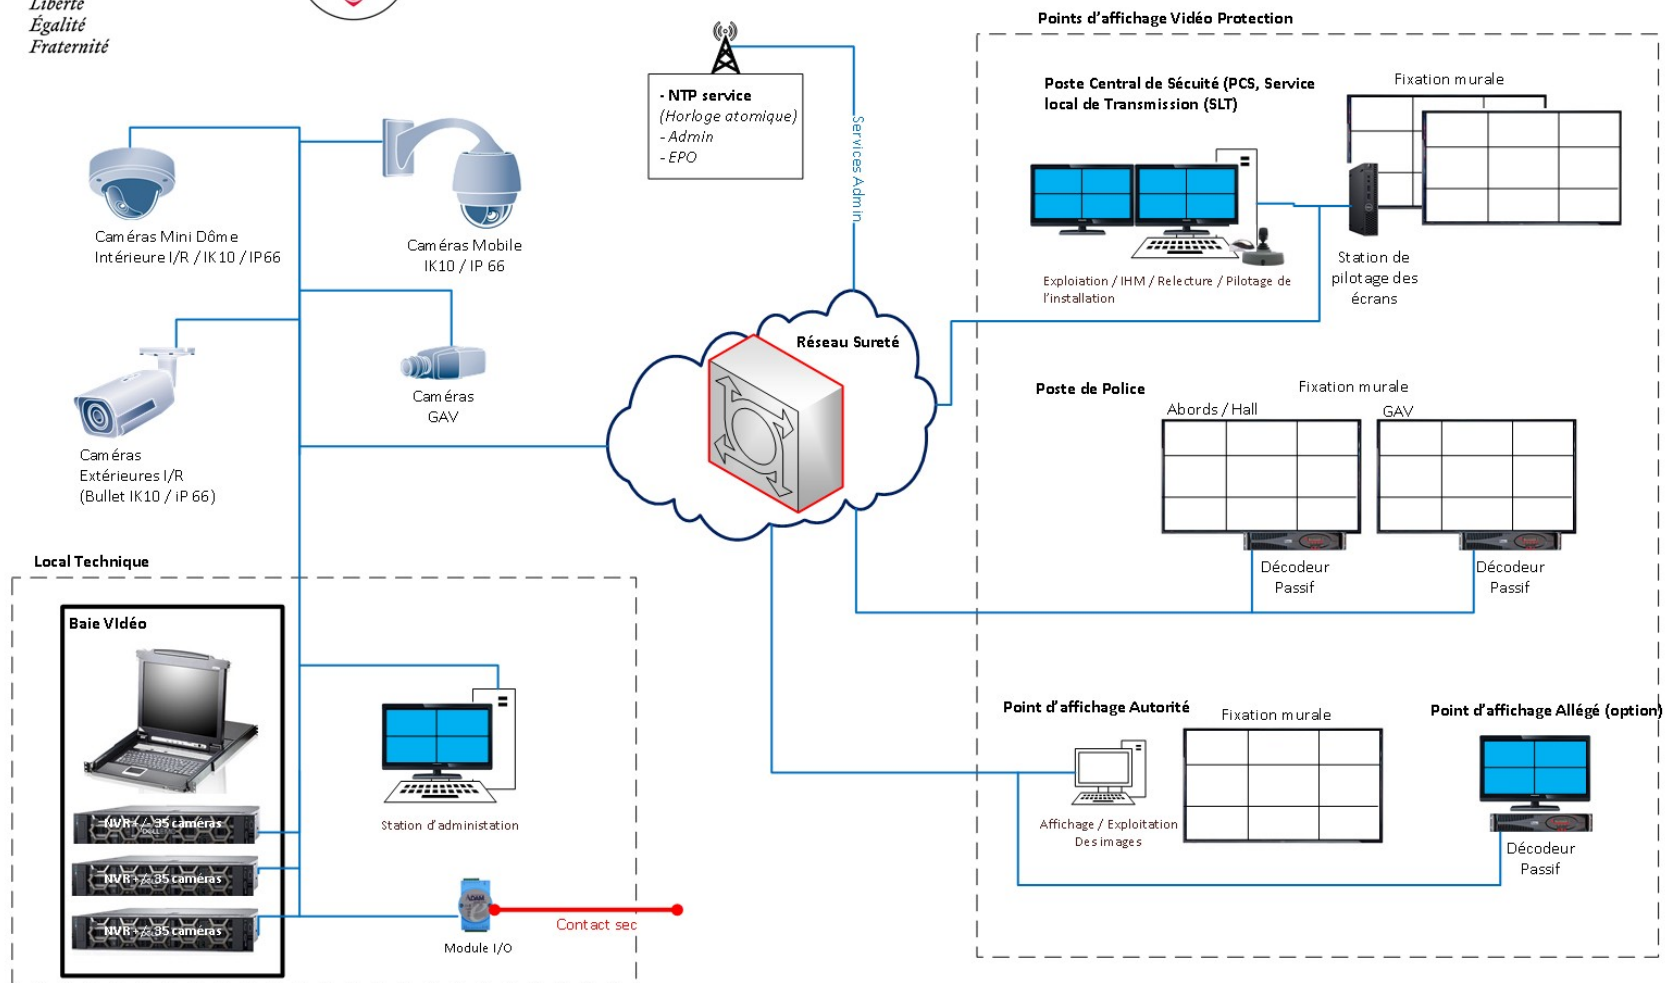 Liberté
Égalité
Fraternité
Points d’affichage Vidéo Protection
- NTP service
(Horloge atomique)
- Admin
- EPO
Services Admin
Poste Central de Sécuité (PCS, Service
local de Transmission (SLT)
Fixation murale
Caméras Mini Dôme
Intérieure I/R / IK10 / IP66
Caméras Mobile
IK10 / IP 66
Exploiation / IHM / Relecture / Pilotage de
l’installation
Station de
pilotage des
écrans
Réseau Sureté
Caméras
GAV
Caméras
Extérieures I/R
(Bullet IK10 / iP 66)
Poste de Police
Fixation murale
Abords / Hall
GAV
Décodeur
Passif
Décodeur
Passif
Local Technique
Baie VIdéo
NVR +/- 35 caméras
NVR +/- 35 caméras
NVR +/- 35 caméras
Station d’administation
ADAM
Module I/O
Contact sec
Point d’affichage Autorité
Fixation murale
Affichage / Exploitation
Des images
Point d’affichage Allégé (option)
Décodeur
Passif